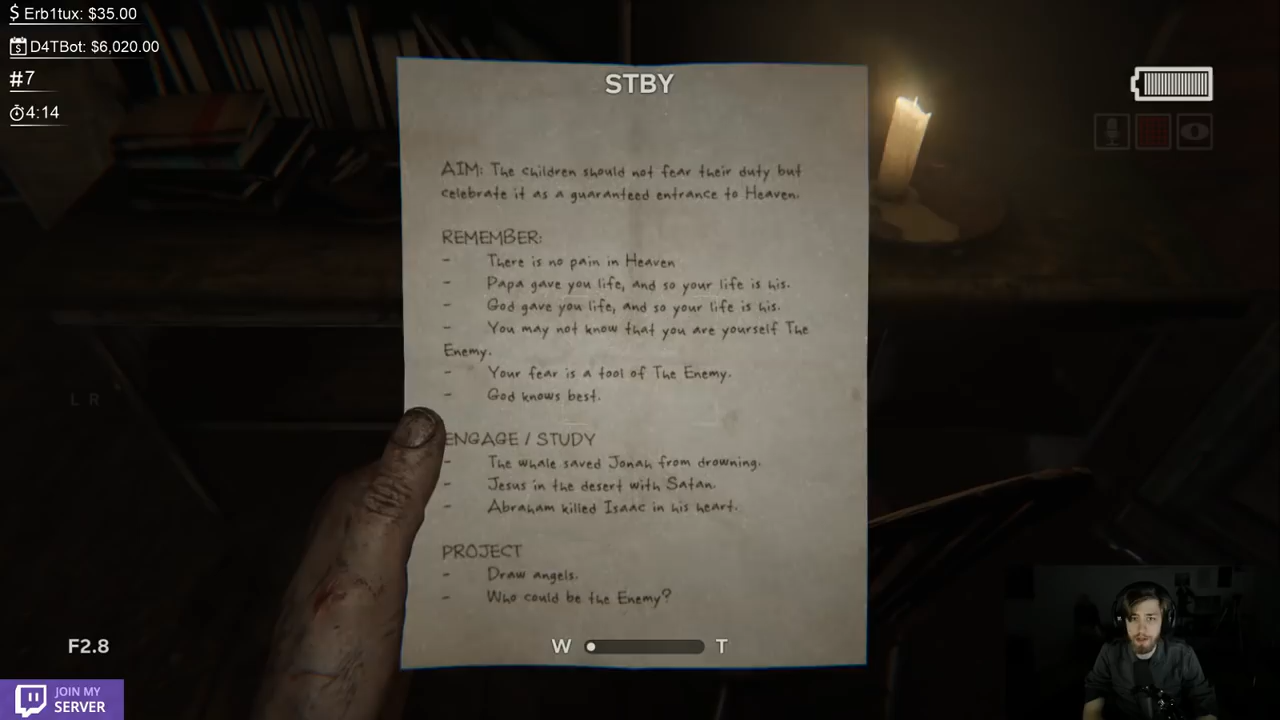 $ Erb1tux: $35.00
D4TBot: $6,020.00
#7
4:14
STBY
AIM: The children should not fear their duty but
celebrate it as a guaranteed entrance to Heaven.
REMEMBER:
- There is no pain in Heaven
- Papa gave you life, and so your life is his.
- God gave you life, and so your life is his.
- You may not know that you are yourself The
Enemy.
- Your fear is a tool of The Enemy.
- God knows best.
ENGAGE / STUDY
- The whale saved Jonah from drowning.
- Jesus in the desert with Satan.
- Abraham killed Isaac in his heart.
PROJECT
- Draw angels.
- Who could be the Enemy?
L R
F2.8
W T
JOIN MY
SERVER